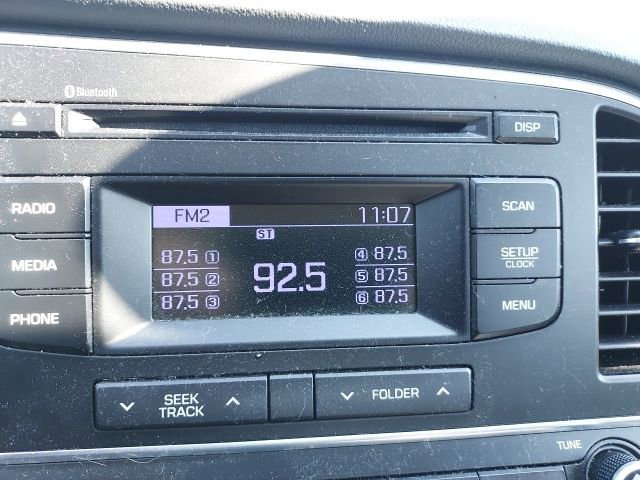 Bluetooth
DISP
RADIO
FM2 11:07
SCAN
ST
87.5 1 4 87.5
MEDIA
87.5 2 92.5 5 87.5
SETUP
CLOCK
87.5 3 6 87.5
PHONE
MENU
SEEK
TRACK
FOLDER
TUNE